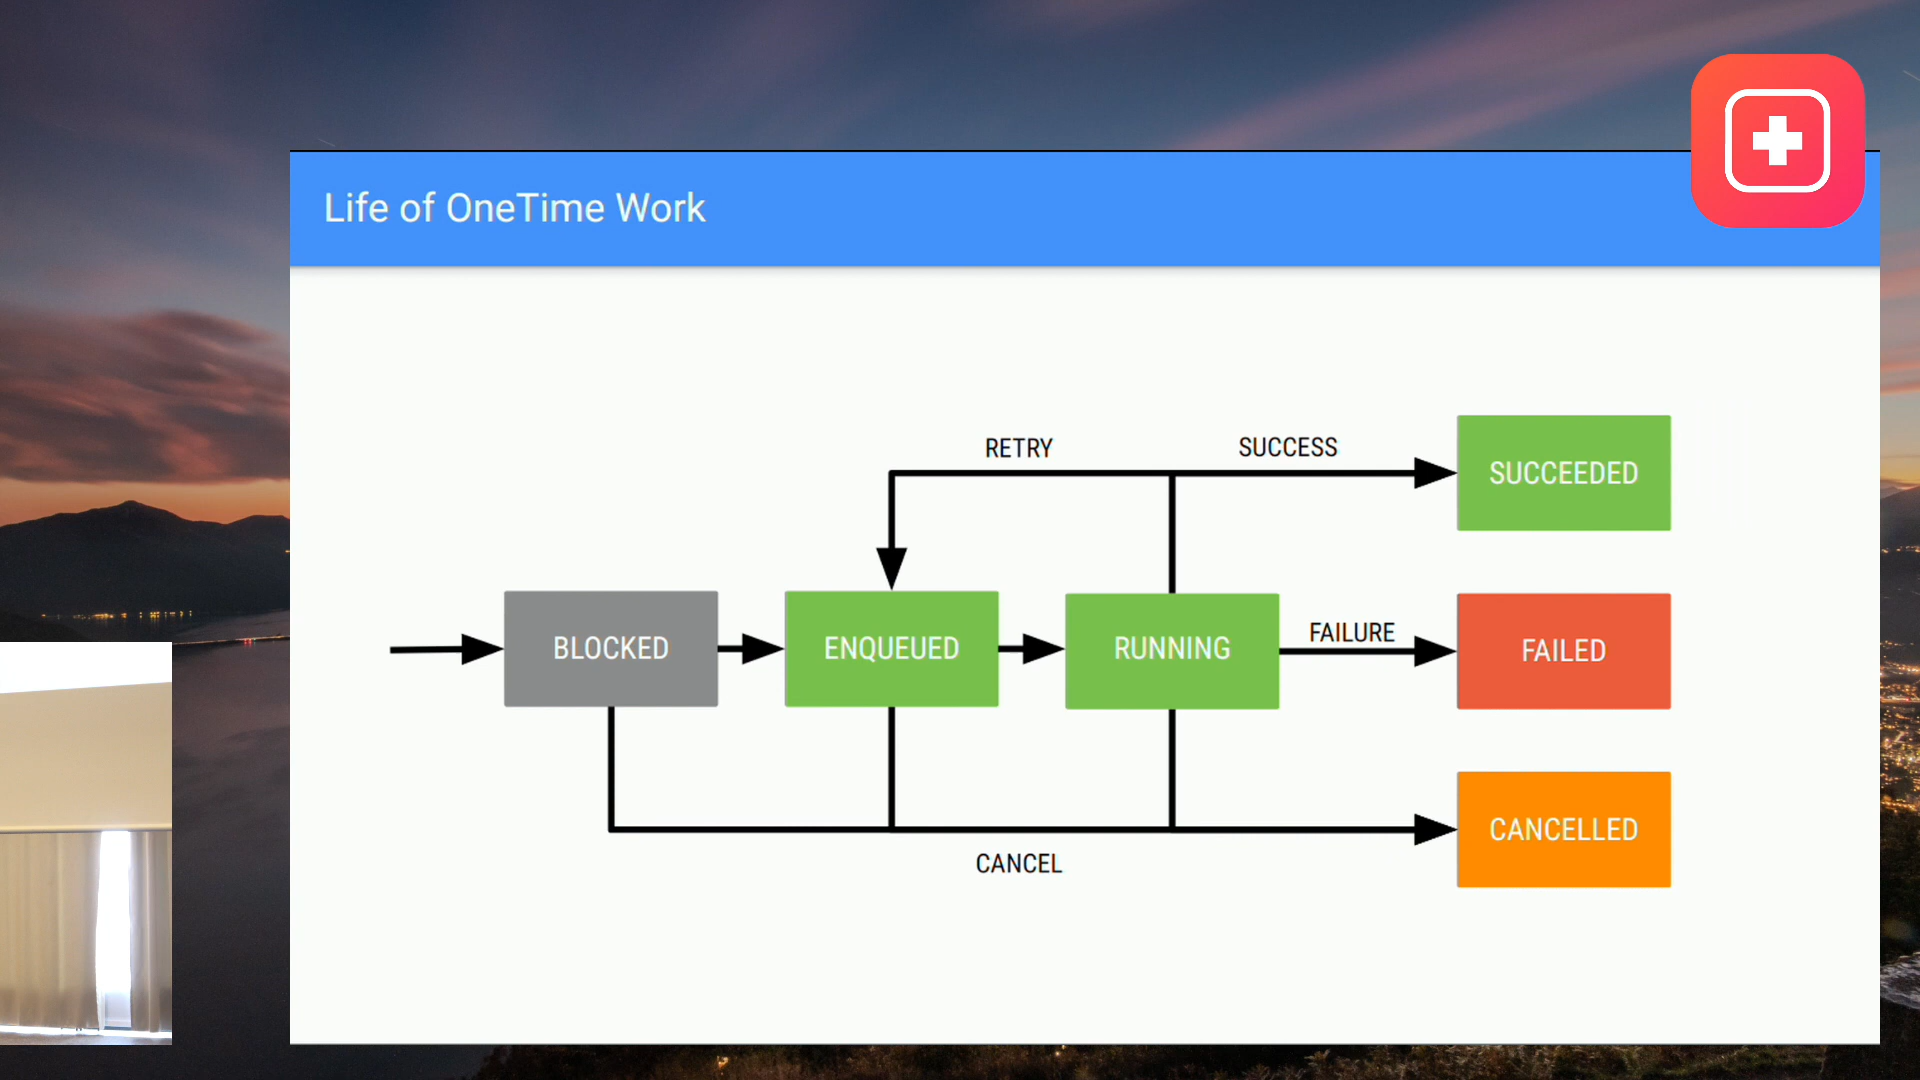 Life of OneTime Work
RETRY
SUCCESS
SUCCEEDED
BLOCKED
ENQUEUED
RUNNING
FAILURE
FAILED
CANCELLED
CANCEL